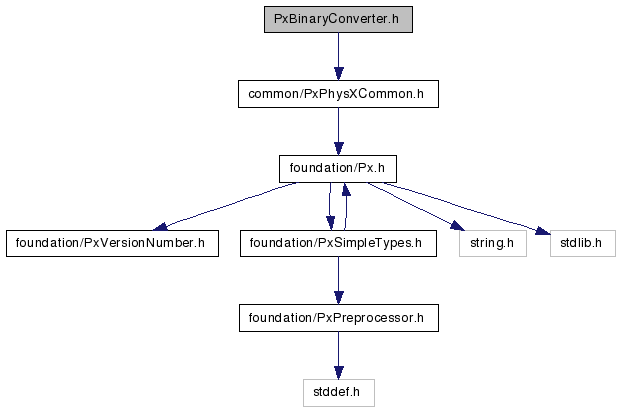 PxBinaryConverter.h
common/PxPhysXCommon.h
foundation/Px.h
foundation/PxVersionNumber.h
foundation/PxSimpleTypes.h
string.h
stdlib.h
foundation/PxPreprocessor.h
stddef.h